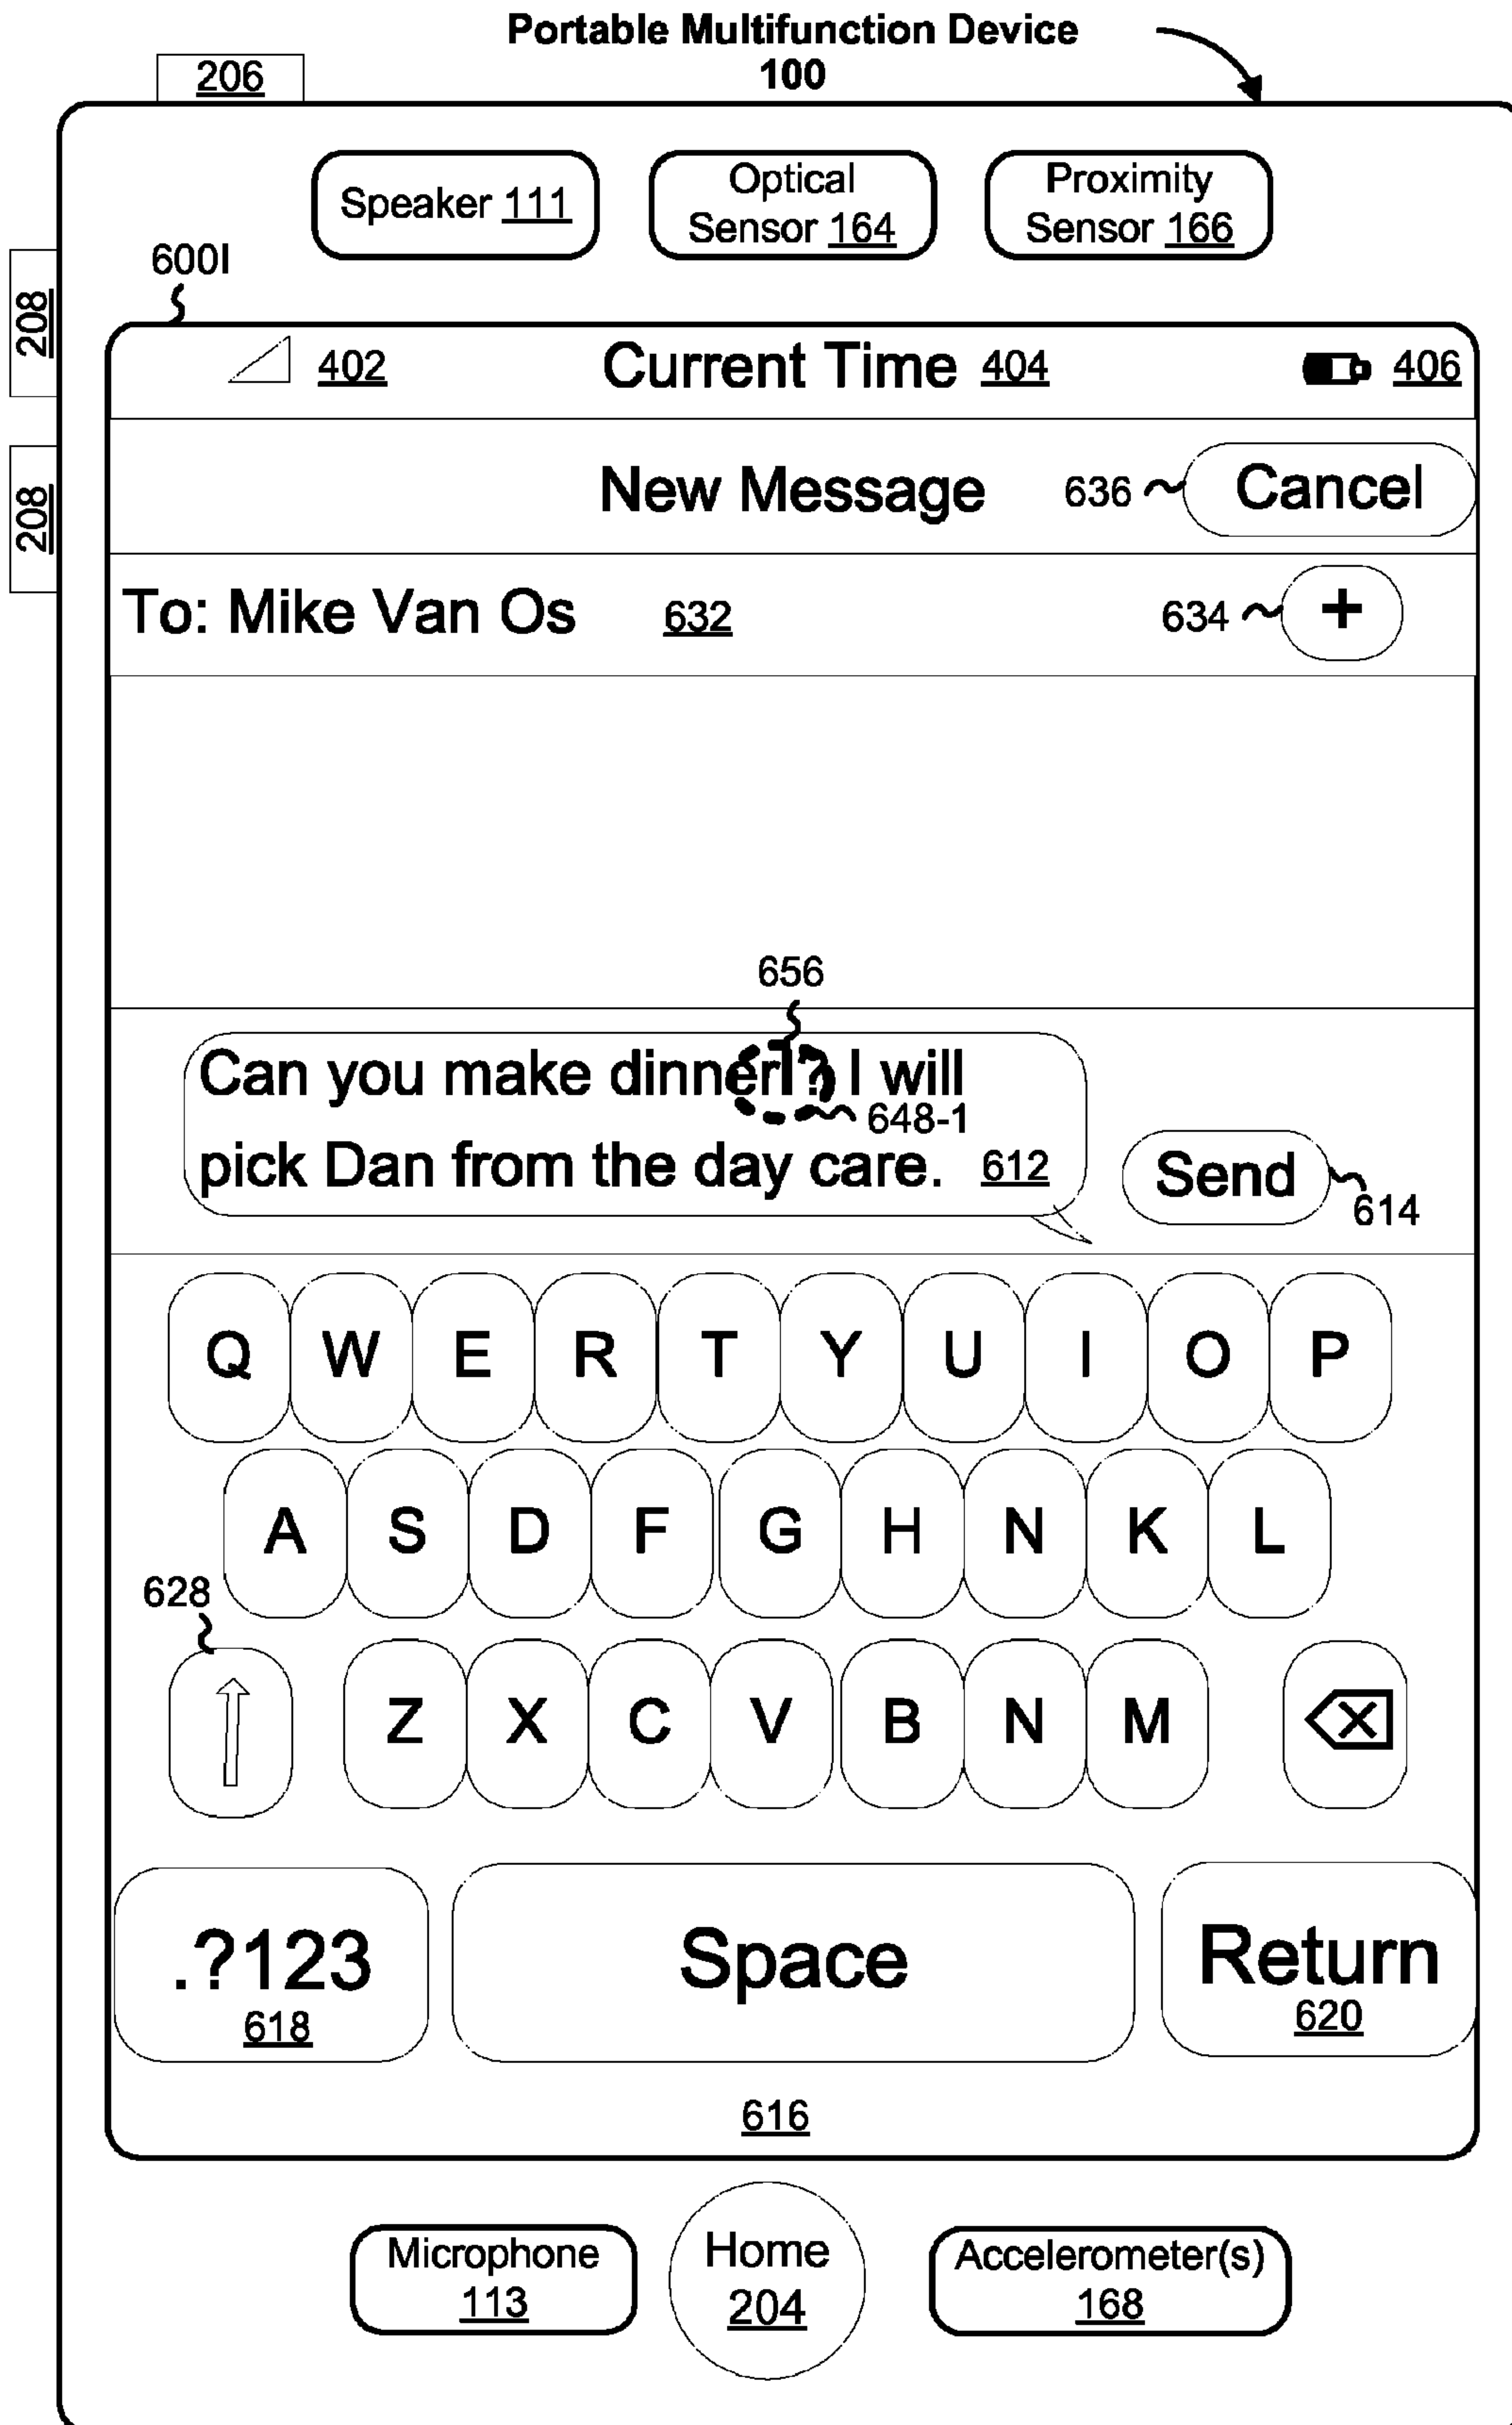 Portable Multifunction Device
100
206
Speaker 111
Optical
Sensor 164
Proximity
Sensor 166
600I
208
208
402
Current Time 404
406
New Message
636
Cancel
To: Mike Van Os
632
634
+
656
Can you make dinner? I will
648-1
pick Dan from the day care.
612
Send
614
Q W E R T Y U I O P
A S D F G H N K L
628
Z X C V B N M
.?123
618
Space
Return
620
616
Microphone
113
Home
204
Accelerometer(s)
168